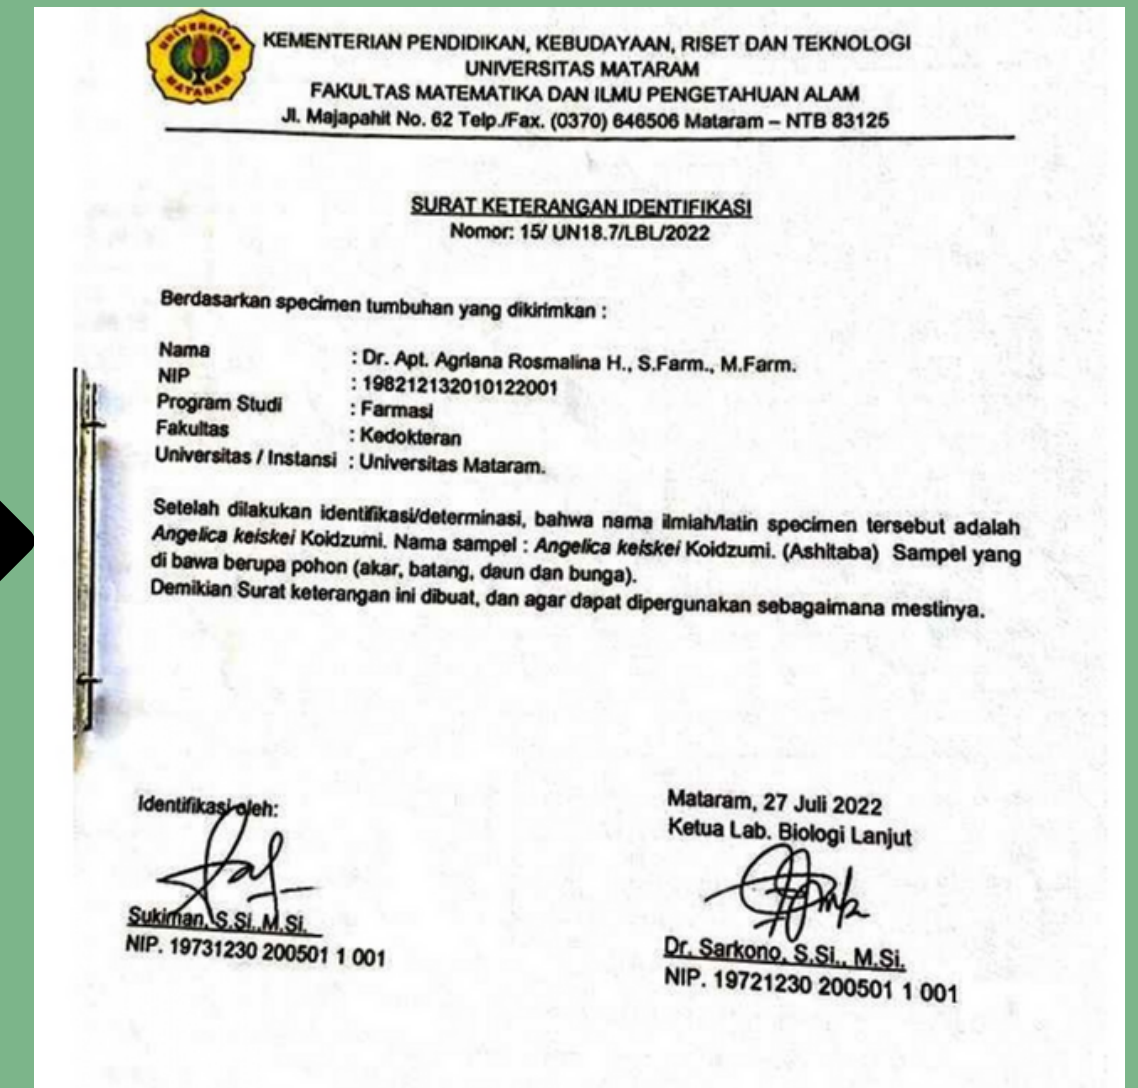 UNIVERSITAS
MATARAM
KEMENTERIAN PENDIDIKAN, KEBUDAYAAN, RISET DAN TEKNOLOGI
UNIVERSITAS MATARAM
FAKULTAS MATEMATIKA DAN ILMU PENGETAHUAN ALAM
Jl. Majapahit No. 62 Telp./Fax. (0370) 646506 Mataram – NTB 83125
SURAT KETERANGAN IDENTIFIKASI
Nomor: 15/ UN18.7/LBL/2022
Berdasarkan specimen tumbuhan yang dikirimkan :
Nama : Dr. Apt. Agriana Rosmalina H., S.Farm., M.Farm.
NIP : 198212132010122001
Program Studi : Farmasi
Fakultas : Kedokteran
Universitas / Instansi : Universitas Mataram.
Setelah dilakukan identifikasi/determinasi, bahwa nama ilmiah/latin specimen tersebut adalah
Angelica keiskei Koidzumi. Nama sampel : Angelica keiskei Koidzumi. (Ashitaba) Sampel yang
di bawa berupa pohon (akar, batang, daun dan bunga).
Demikian Surat keterangan ini dibuat, dan agar dapat dipergunakan sebagaimana mestinya.
Identifikasi oleh:
Sukiman, S.Si., M.Si.
NIP. 19731230 200501 1 001
Mataram, 27 Juli 2022
Ketua Lab. Biologi Lanjut
Dr. Sarkono, S.Si., M.Si.
NIP. 19721230 200501 1 001